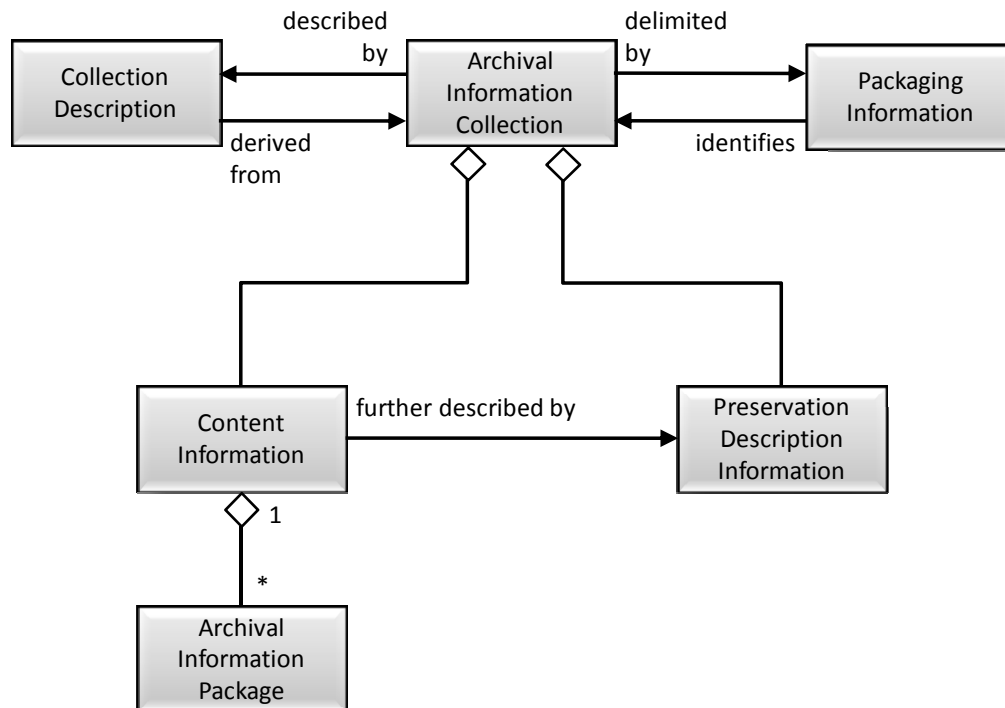 described
by
delimited
by
Collection
Description
Archival
Information
Collection
Packaging
Information
derived
from
identifies
Content
Information
further described by
Preservation
Description
Information
1
*
Archival
Information
Package